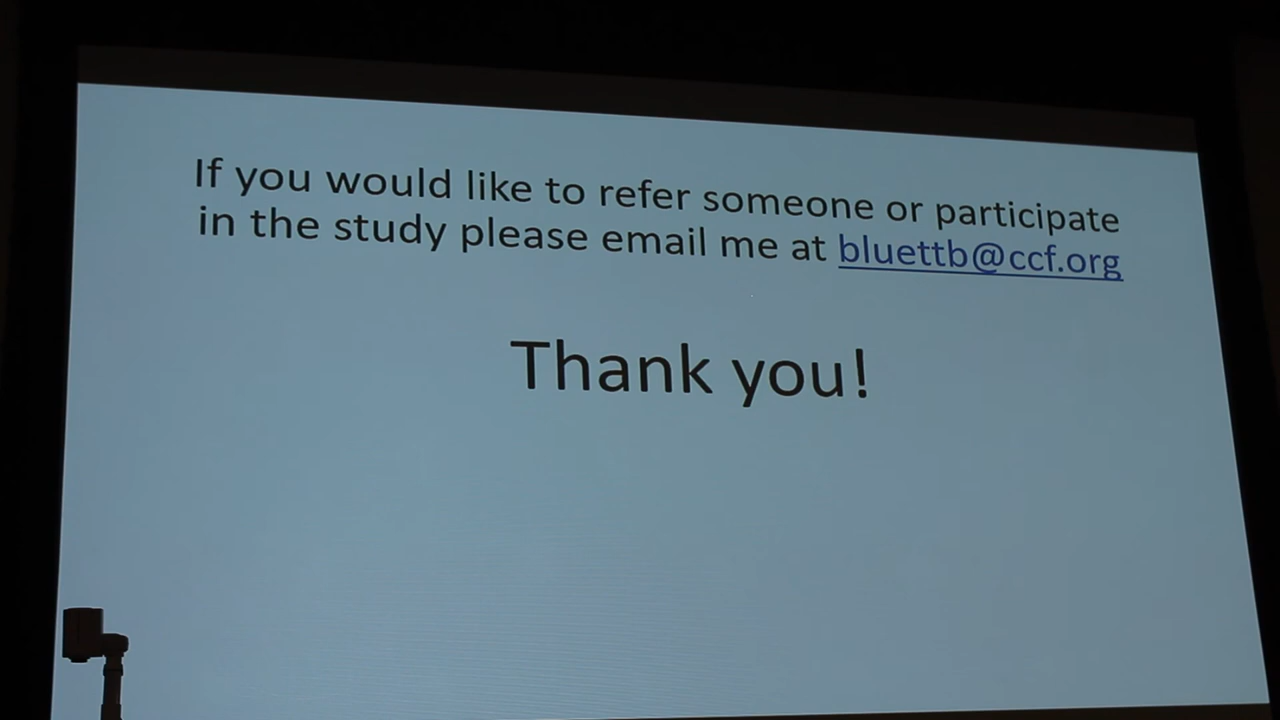 If you would like to refer someone or participate
in the study please email me at bluettb@ccf.org
Thank you!